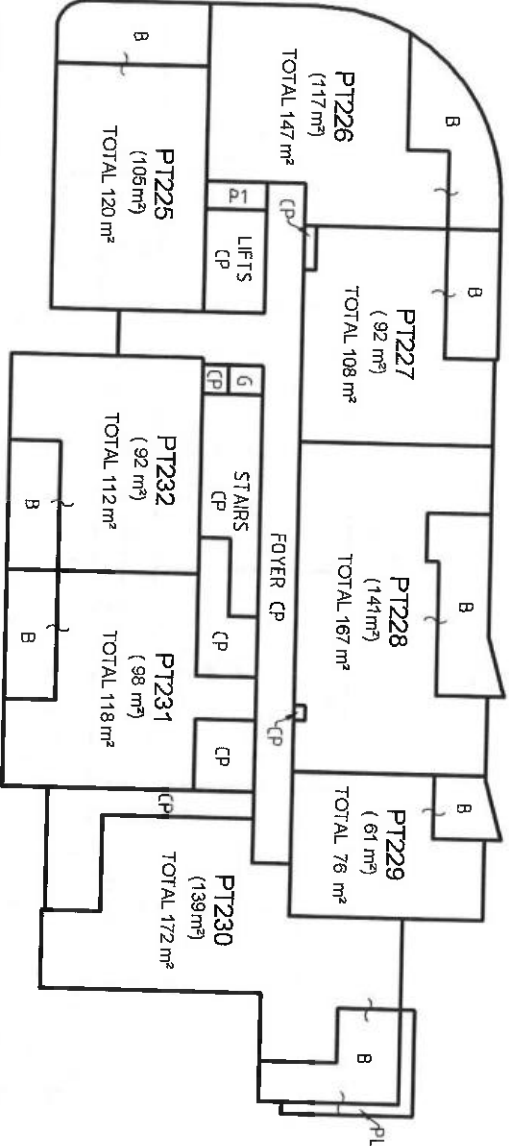 B
PT225
(105m²)
TOTAL 120 m²
PT226
(117m²)
TOTAL 147 m²
B
P1
LIFTS
CP
CP
B
PT227
( 92 m²)
TOTAL 108 m²
CP
G
STAIRS
CP
PT232
( 92 m²)
TOTAL 112 m²
B
FOYER CP
B
PT228
(141m²)
TOTAL 167 m²
CP
CP
CP
PT231
( 98 m²)
TOTAL 118 m²
B
CP
B
PT229
( 61 m²)
TOTAL 76 m²
CP
PT230
(139m²)
TOTAL 172 m²
B
PL